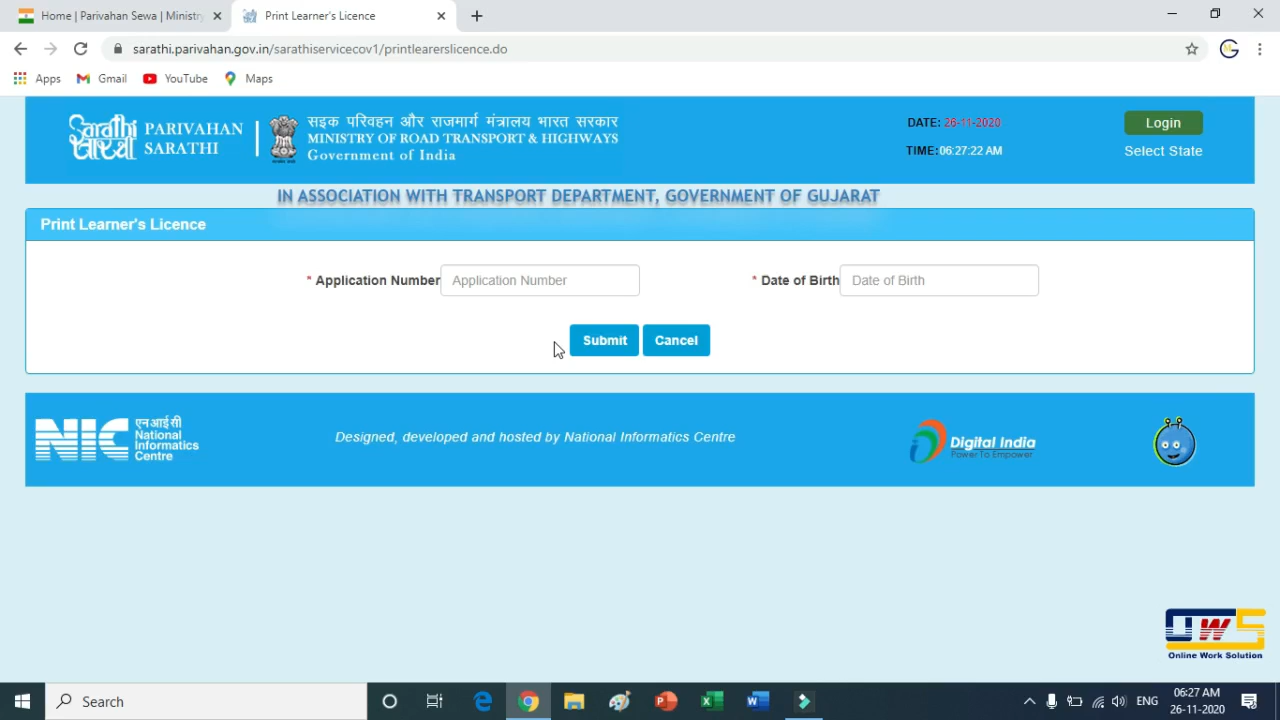 Home | Parivahan Sewa | Ministry
Print Learner's Licence
sarathi.parivahan.gov.in/sarathiservicecov1/printlearerslicence.do
Apps Gmail YouTube Maps
PARIVAHAN
SARATHI
सड़क परिवहन और राजमार्ग मंत्रालय भारत सरकार
MINISTRY OF ROAD TRANSPORT & HIGHWAYS
Government of India
DATE: 26-11-2020
TIME:06:27:22 AM
Login
Select State
IN ASSOCIATION WITH TRANSPORT DEPARTMENT, GOVERNMENT OF GUJARAT
Print Learner's Licence
* Application Number Application Number
* Date of Birth Date of Birth
Submit Cancel
NIC
एन आई सी
National
Informatics
Centre
Designed, developed and hosted by National Informatics Centre
Digital India
Power To Empower
OWS
Online Work Solution
Search
ENG
06:27 AM
26-11-2020